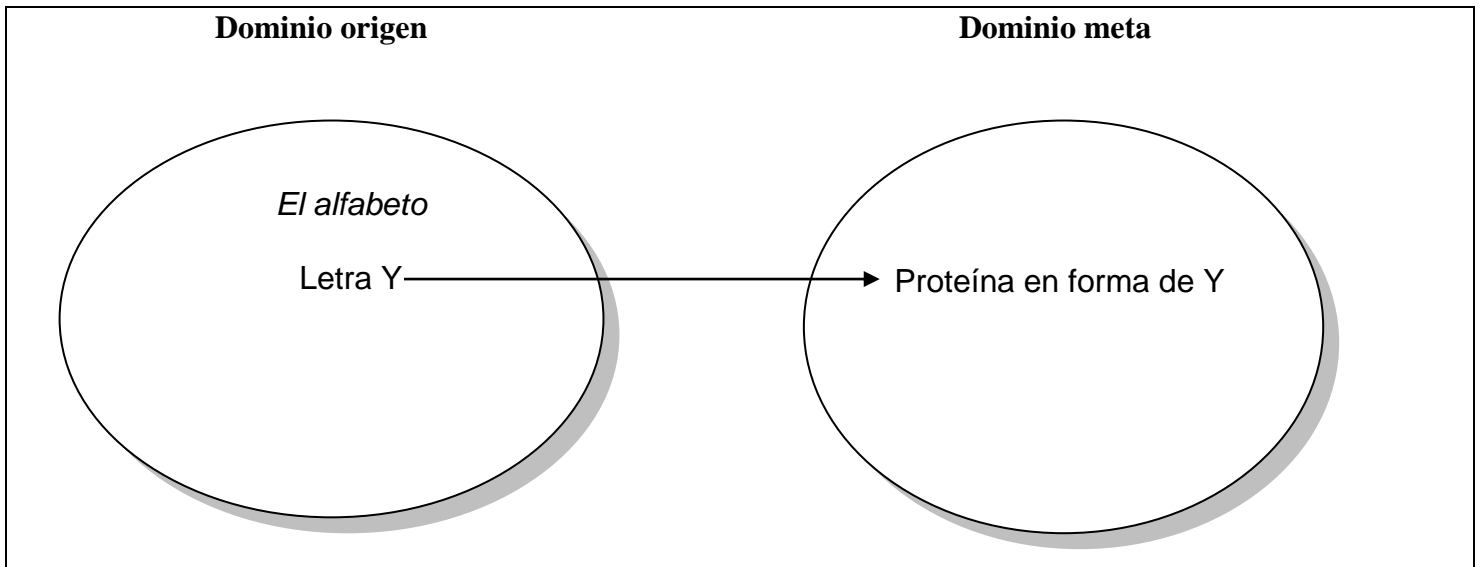 Dominio origen Dominio meta
El alfabeto
Letra Y Proteína en forma de Y